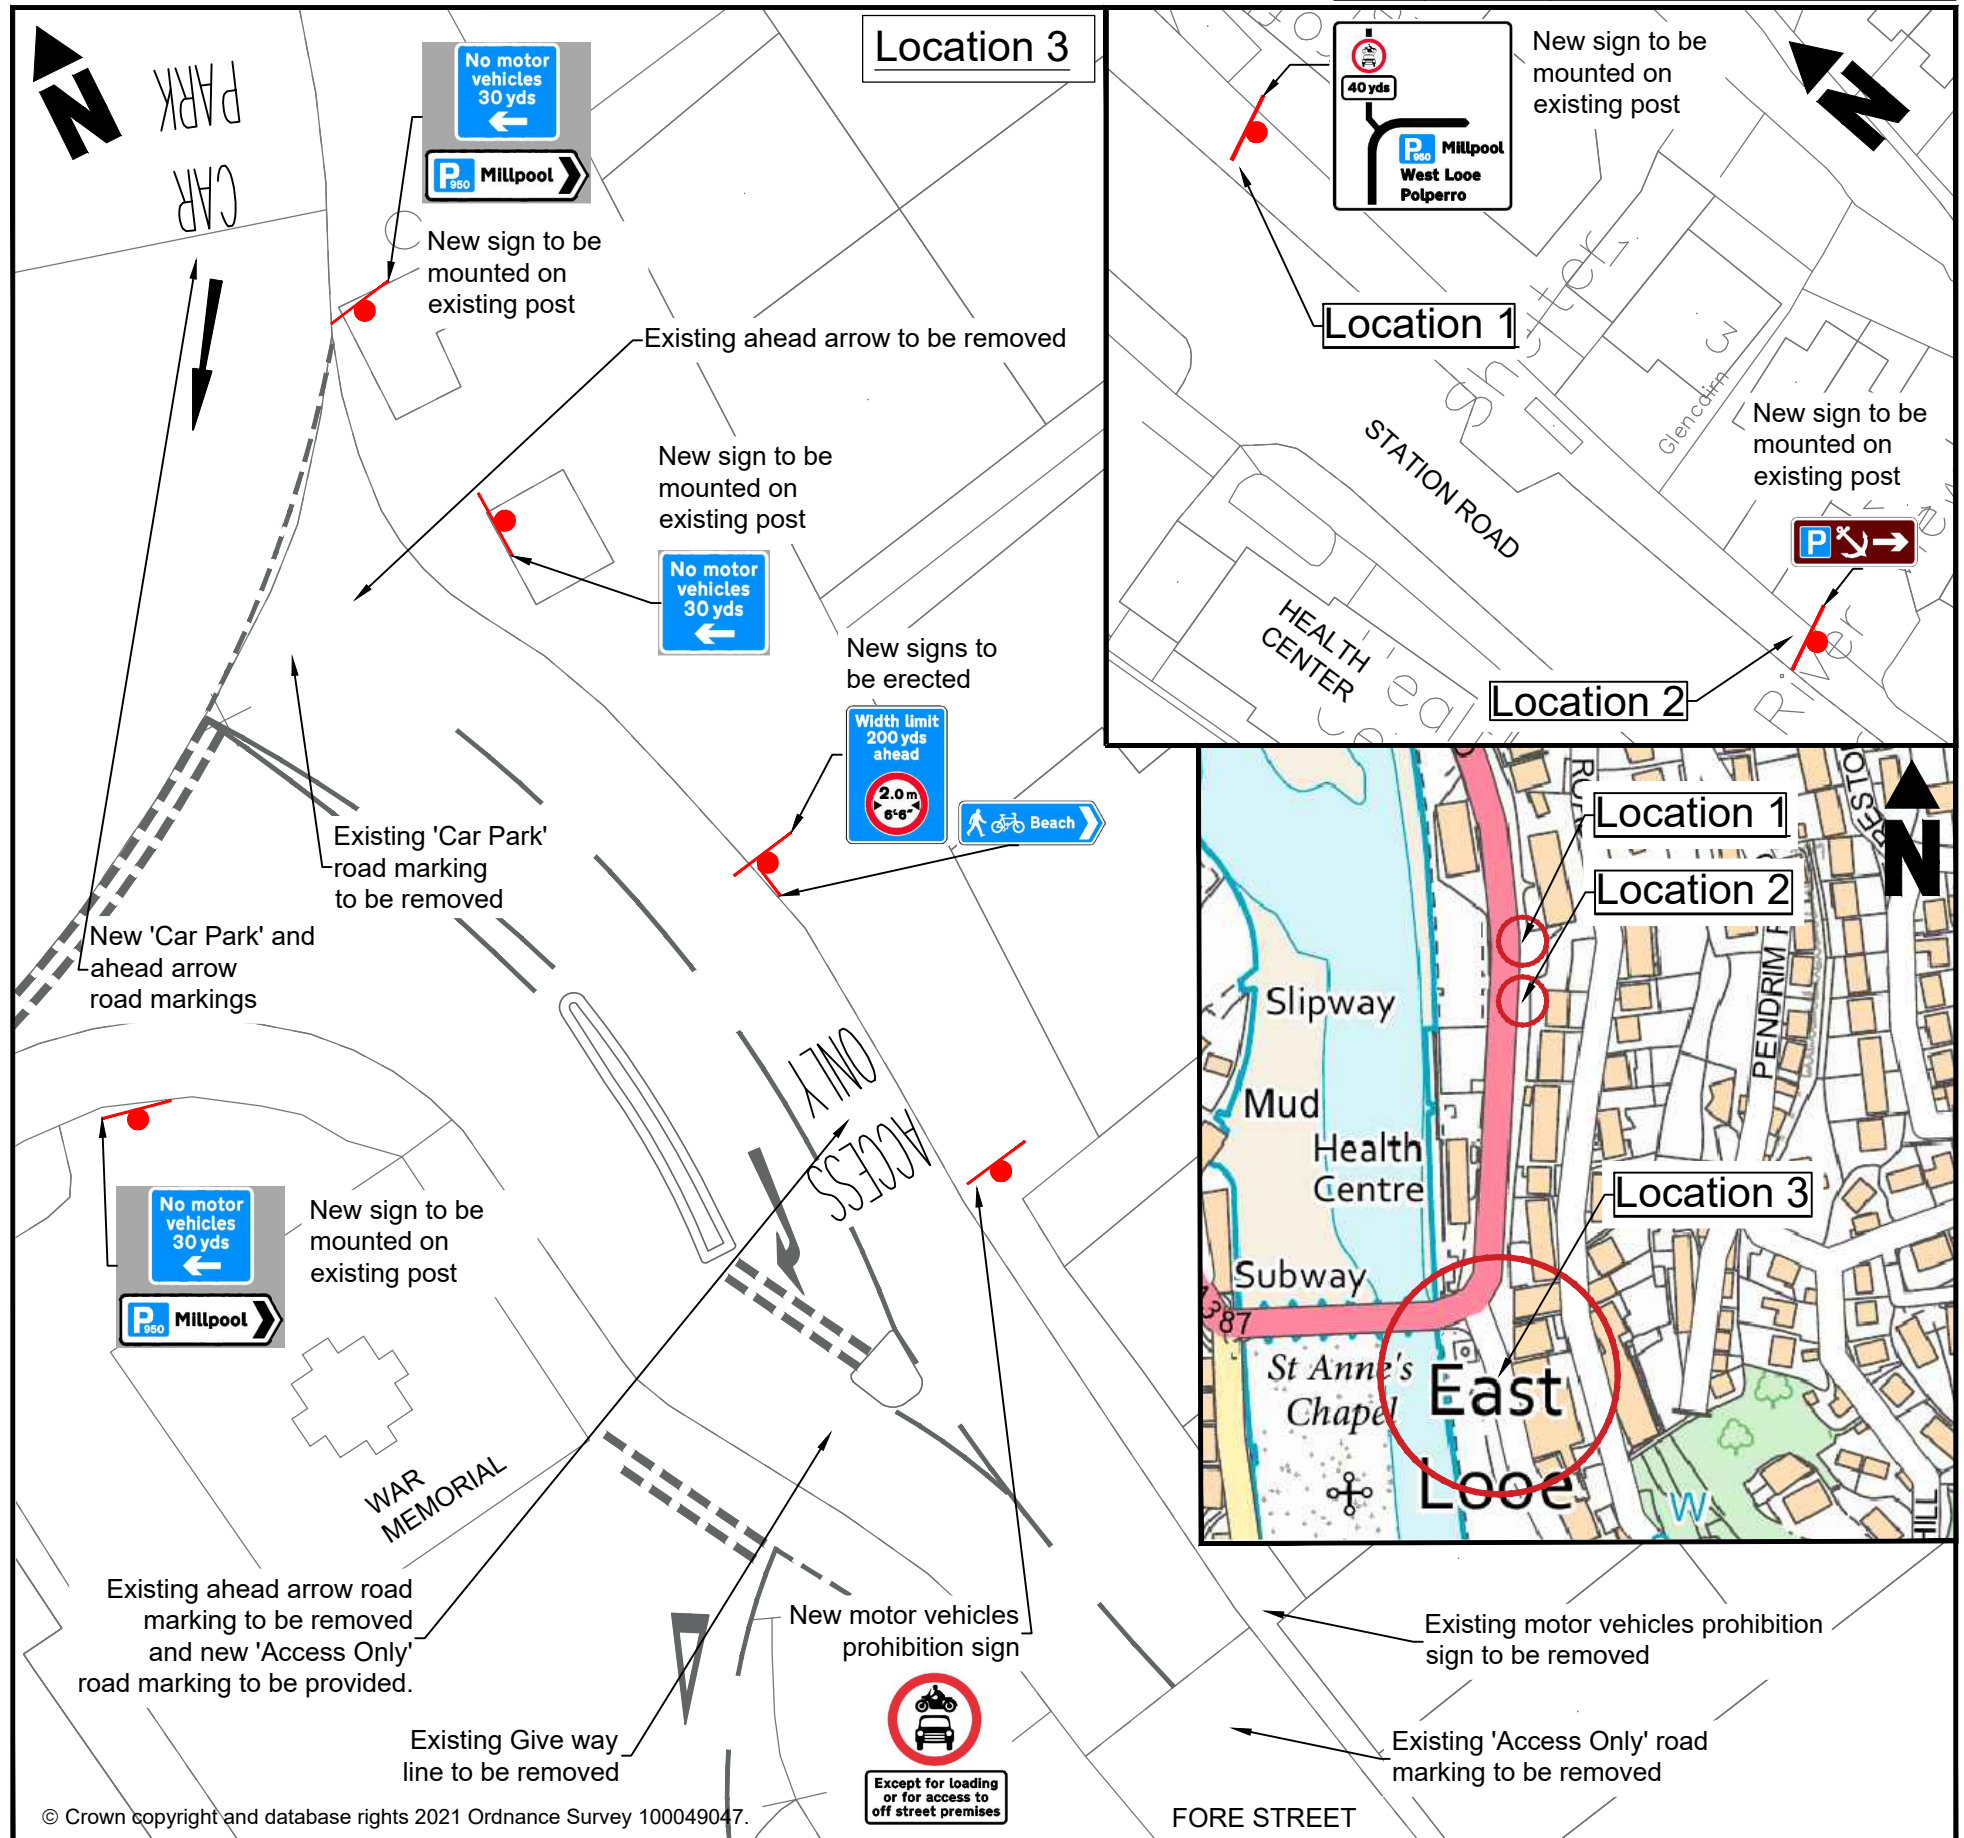 Location 3
N
CAR
PARK
No motor
vehicles
30 yds
P950 Millpool
New sign to be
mounted on
existing post
Existing ahead arrow to be removed
New sign to be
mounted on
existing post
No motor
vehicles
30 yds
New signs to
be erected
Width limit
200 yds
ahead
2.0 m
6'6"
Beach
Existing 'Car Park'
road marking
to be removed
New 'Car Park' and
ahead arrow
road markings
ACCESS
ONLY
No motor
vehicles
30 yds
P950 Millpool
New sign to be
mounted on
existing post
WAR
MEMORIAL
Existing ahead arrow road
marking to be removed
and new 'Access Only'
road marking to be provided.
Existing Give way
line to be removed
New motor vehicles
prohibition sign
Except for loading
or for access to
off street premises
Existing motor vehicles prohibition
sign to be removed
Existing 'Access Only' road
marking to be removed
FORE STREET
© Crown copyright and database rights 2021 Ordnance Survey 100049047.
40 yds
P950 Millpool
West Looe
Polperro
New sign to be
mounted on
existing post
N
Location 1
STATION ROAD
Glencairn
3
New sign to be
mounted on
existing post
P
HEALTH
CENTER
Location 2
River
Location 1
Location 2
N
PENDRIM
Slipway
Mud
Health
Centre
Location 3
Subway
387
St Anne's
Chapel
East
Looe
W
HILL